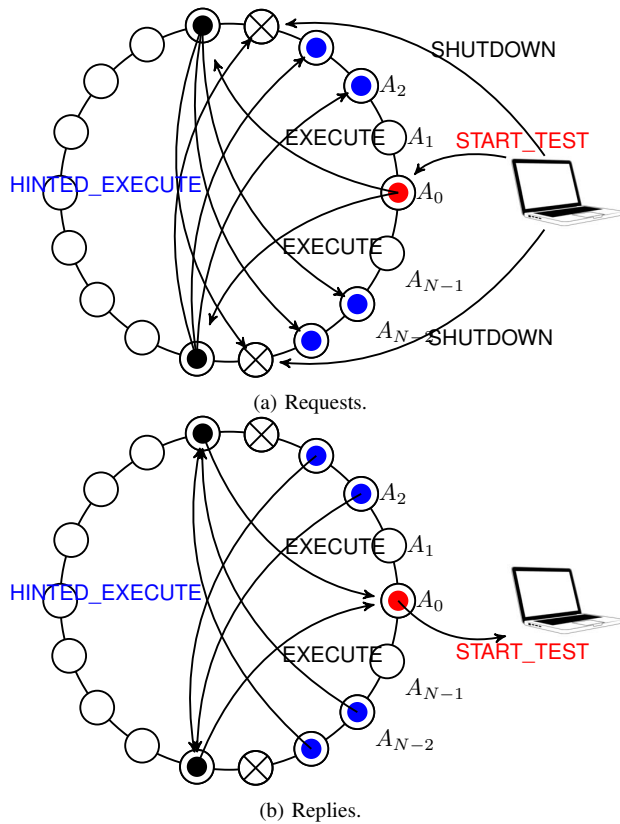 SHUTDOWN
A2
EXECUTE
A1
START_TEST
HINTED_EXECUTE
A0
EXECUTE
AN−1
AN−2
SHUTDOWN
(a) Requests.
A2
EXECUTE
A1
HINTED_EXECUTE
A0
START_TEST
EXECUTE
AN−1
AN−2
(b) Replies.